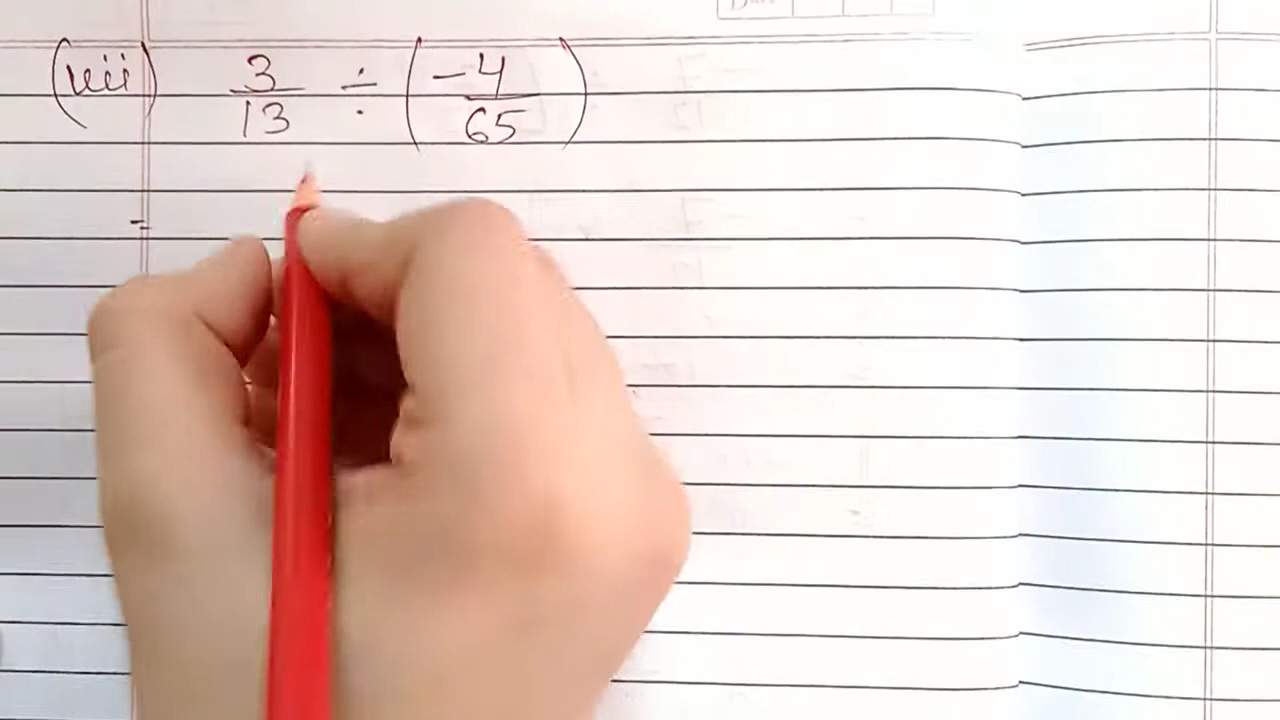 (viii) 3/13 ÷ (-4/65)
=